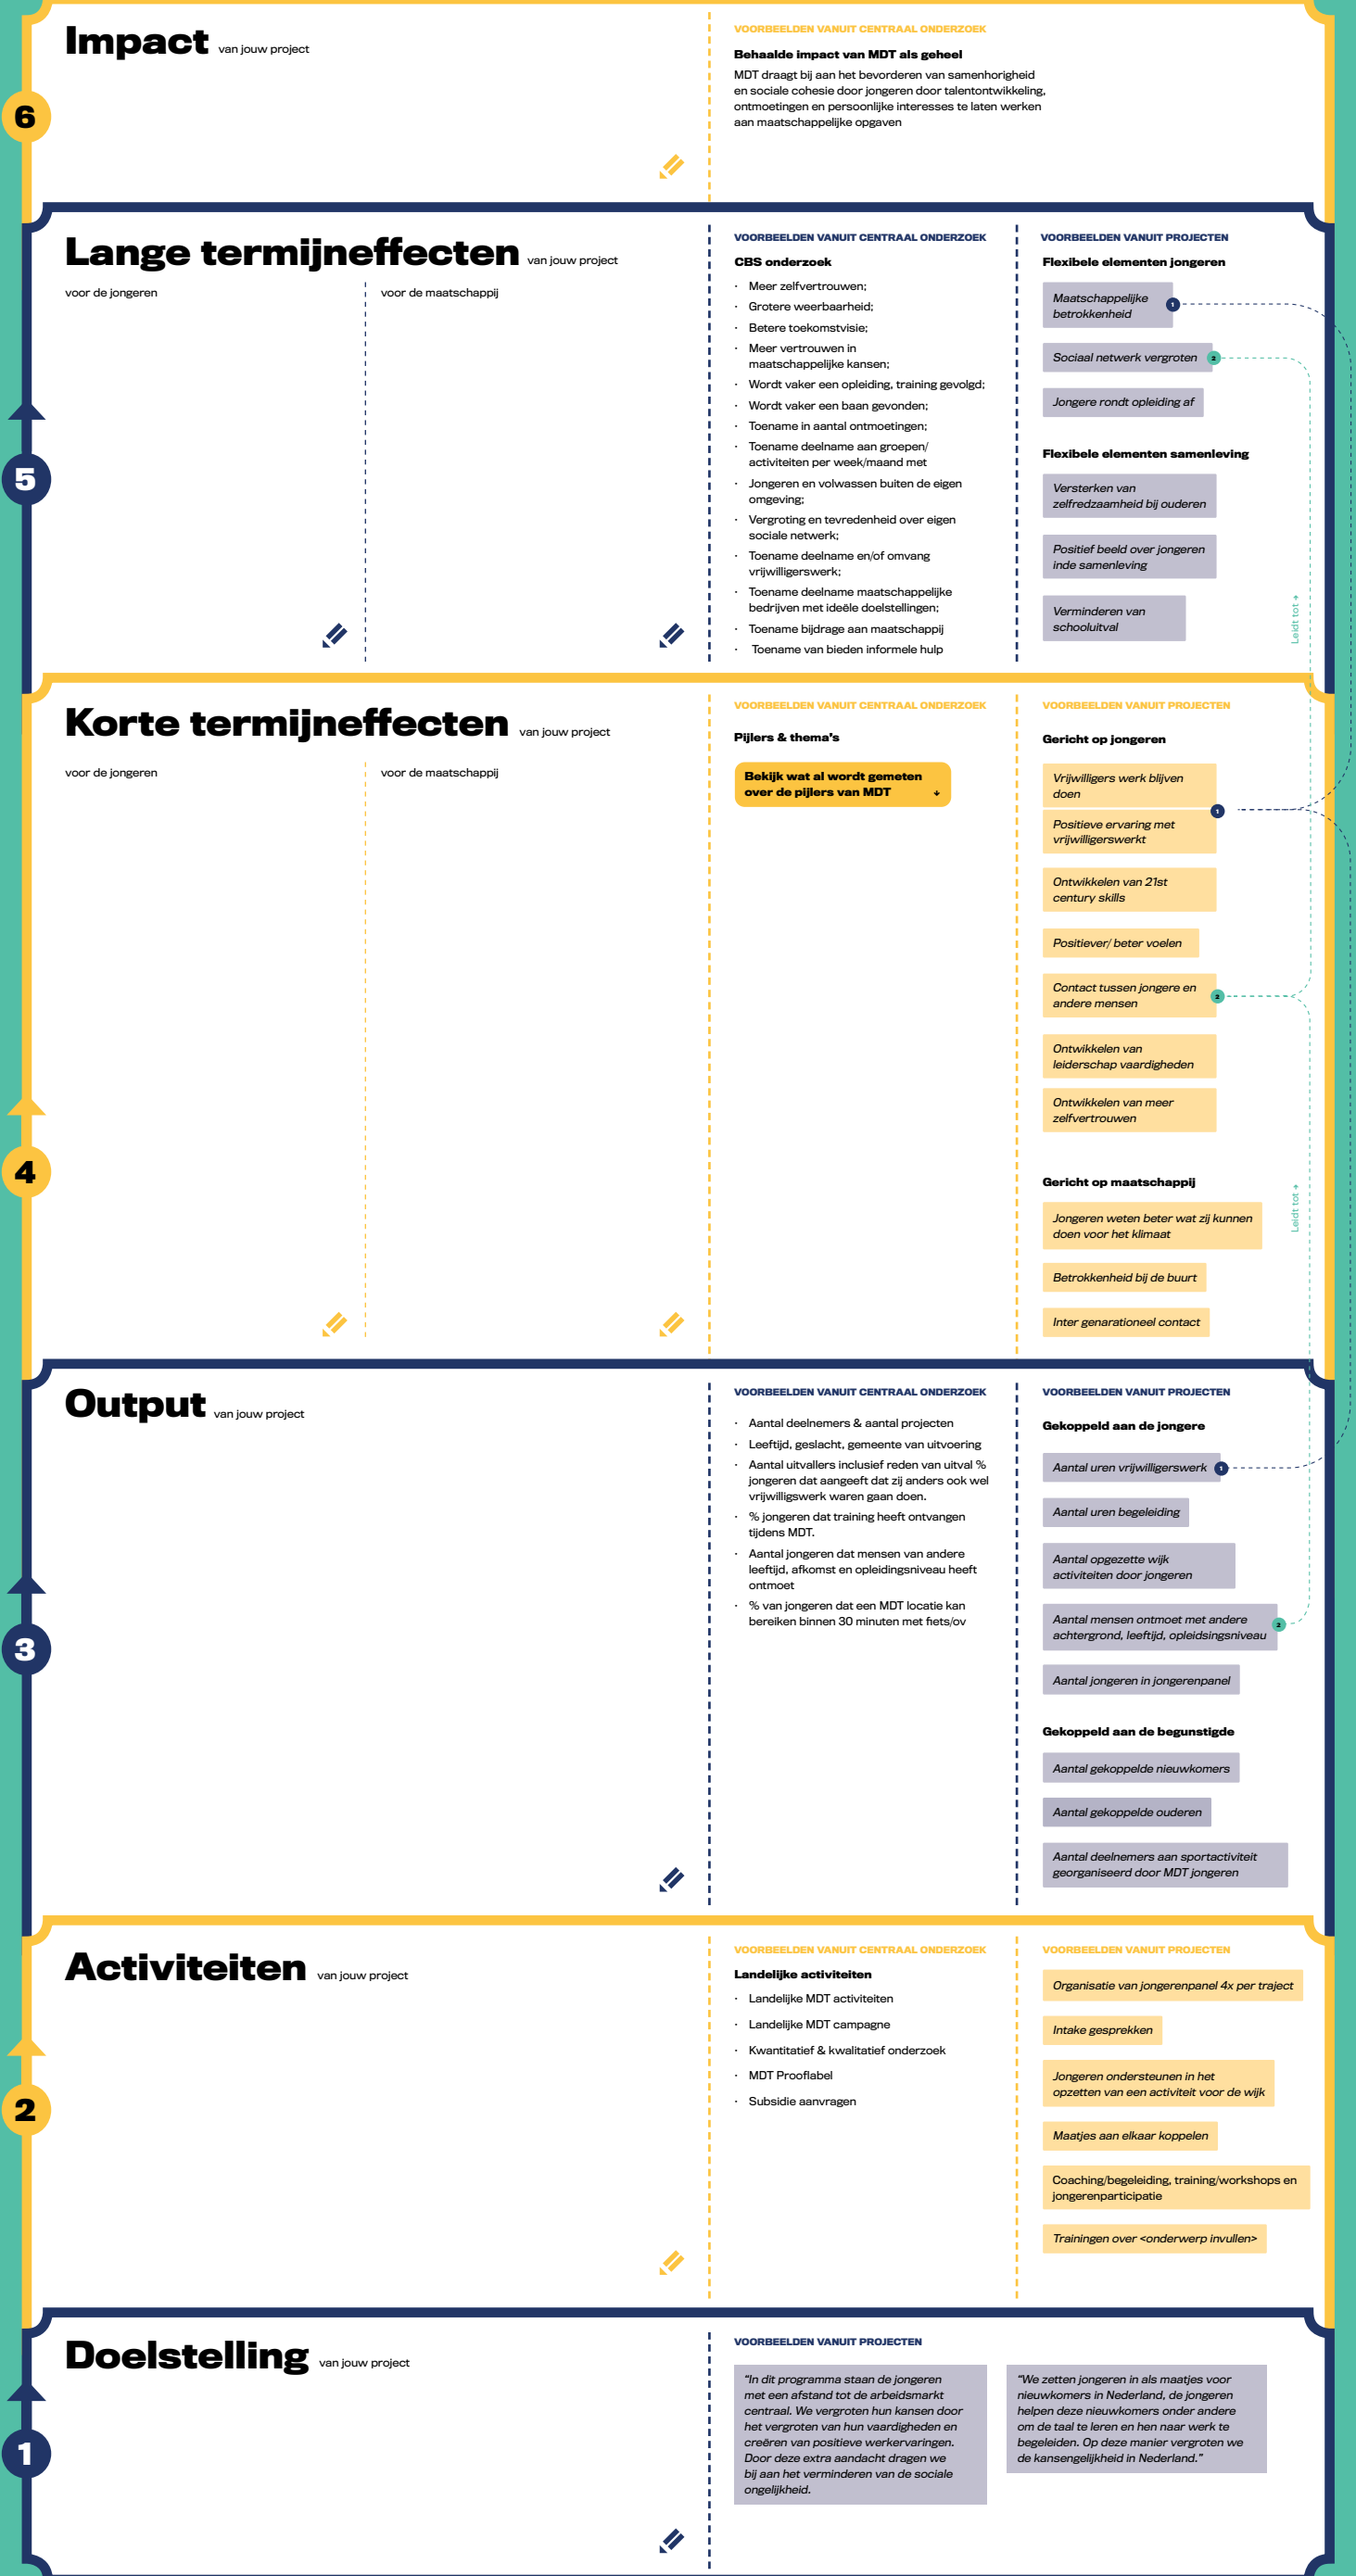 Impact van jouw project
6
VOORBEELDEN VANUIT CENTRAAL ONDERZOEK
Behaalde impact van MDT als geheel
MDT draagt bij aan het bevorderen van samenhorigheid
en sociale cohesie door jongeren door talentontwikkeling,
ontmoetingen en persoonlijke interesses te laten werken
aan maatschappelijke opgaven
Lange termijneffecten van jouw project
voor de jongeren
voor de maatschappij
5
VOORBEELDEN VANUIT CENTRAAL ONDERZOEK
CBS onderzoek
· Meer zelfvertrouwen;
· Grotere weerbaarheid;
· Betere toekomstvisie;
· Meer vertrouwen in
maatschappelijke kansen;
· Wordt vaker een opleiding, training gevolgd;
· Wordt vaker een baan gevonden;
· Toename in aantal ontmoetingen;
· Toename deelname aan groepen/
activiteiten per week/maand met
· Jongeren en volwassen buiten de eigen
omgeving;
· Vergroting en tevredenheid over eigen
sociale netwerk;
· Toename deelname en/of omvang
vrijwilligerswerk;
· Toename deelname maatschappelijke
bedrijven met ideële doelstellingen;
· Toename bijdrage aan maatschappij
· Toename van bieden informele hulp
VOORBEELDEN VANUIT PROJECTEN
Flexibele elementen jongeren
Maatschappelijke
betrokkenheid
1
Sociaal netwerk vergroten
2
Jongere rondt opleiding af
Flexibele elementen samenleving
Versterken van
zelfredzaamheid bij ouderen
Positief beeld over jongeren
inde samenleving
Verminderen van
schooluitval
Leidt tot →
Korte termijneffecten van jouw project
voor de jongeren
voor de maatschappij
4
VOORBEELDEN VANUIT CENTRAAL ONDERZOEK
Pijlers & thema's
Bekijk wat al wordt gemeten
over de pijlers van MDT ↓
VOORBEELDEN VANUIT PROJECTEN
Gericht op jongeren
Vrijwilligers werk blijven
doen
1
Positieve ervaring met
vrijwilligerswerkt
Ontwikkelen van 21st
century skills
Positiever/ beter voelen
Contact tussen jongere en
andere mensen
2
Ontwikkelen van
leiderschap vaardigheden
Ontwikkelen van meer
zelfvertrouwen
Gericht op maatschappij
Jongeren weten beter wat zij kunnen
doen voor het klimaat
Betrokkenheid bij de buurt
Inter genarationeel contact
Leidt tot →
Output van jouw project
3
VOORBEELDEN VANUIT CENTRAAL ONDERZOEK
· Aantal deelnemers & aantal projecten
· Leeftijd, geslacht, gemeente van uitvoering
· Aantal uitvallers inclusief reden van uitval %
jongeren dat aangeeft dat zij anders ook wel
vrijwilligswerk waren gaan doen.
· % jongeren dat training heeft ontvangen
tijdens MDT.
· Aantal jongeren dat mensen van andere
leeftijd, afkomst en opleidingsniveau heeft
ontmoet
· % van jongeren dat een MDT locatie kan
bereiken binnen 30 minuten met fiets/ov
VOORBEELDEN VANUIT PROJECTEN
Gekoppeld aan de jongere
Aantal uren vrijwilligerswerk
1
Aantal uren begeleiding
Aantal opgezette wijk
activiteiten door jongeren
Aantal mensen ontmoet met andere
achtergrond, leeftijd, opleidsingsniveau
2
Aantal jongeren in jongerenpanel
Gekoppeld aan de begunstigde
Aantal gekoppelde nieuwkomers
Aantal gekoppelde ouderen
Aantal deelnemers aan sportactiviteit
georganiseerd door MDT jongeren
Activiteiten van jouw project
2
VOORBEELDEN VANUIT CENTRAAL ONDERZOEK
Landelijke activiteiten
· Landelijke MDT activiteiten
· Landelijke MDT campagne
· Kwantitatief & kwalitatief onderzoek
· MDT Prooflabel
· Subsidie aanvragen
VOORBEELDEN VANUIT PROJECTEN
Organisatie van jongerenpanel 4x per traject
Intake gesprekken
Jongeren ondersteunen in het
opzetten van een activiteit voor de wijk
Maatjes aan elkaar koppelen
Coaching/begeleiding, training/workshops en
jongerenparticipatie
Trainingen over <onderwerp invullen>
Doelstelling van jouw project
1
VOORBEELDEN VANUIT PROJECTEN
“In dit programma staan de jongeren
met een afstand tot de arbeidsmarkt
centraal. We vergroten hun kansen door
het vergroten van hun vaardigheden en
creëren van positieve werkervaringen.
Door deze extra aandacht dragen we
bij aan het verminderen van de sociale
ongelijkheid.
“We zetten jongeren in als maatjes voor
nieuwkomers in Nederland, de jongeren
helpen deze nieuwkomers onder andere
om de taal te leren en hen naar werk te
begeleiden. Op deze manier vergroten we
de kansengelijkheid in Nederland.”